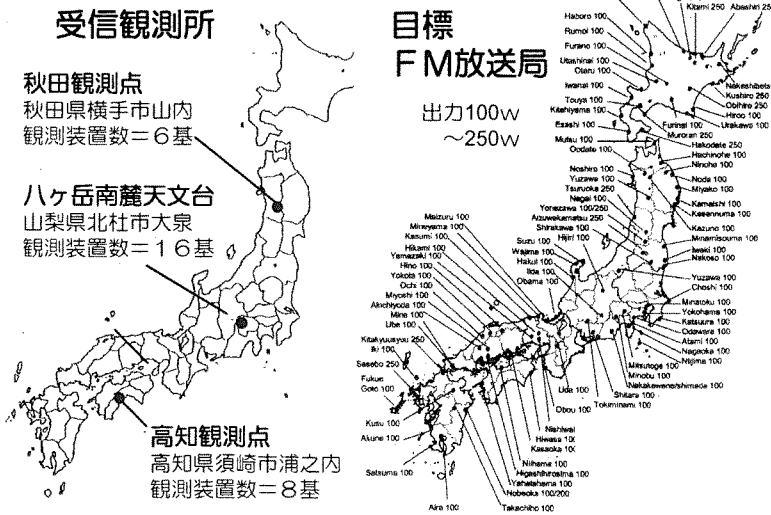 受信観測所
秋田観測点
秋田県横手市山内
観測装置数＝６基
八ヶ岳南麓天文台
山梨県北杜市大泉
観測装置数＝１６基
高知観測点
高知県須崎市浦之内
観測装置数＝８基
目標
ＦＭ放送局
出力100w
～250w
Kitami 250
Abashiri 25
Haboro 100
Rumoi 100
Furano 100
Utashinai 100
Otaru 100
Iwanai 100
Touya 100
Kitahiyama 100
Esashi 100
Mutsu 100
Oodate 100
Nakashibets
Kushiro 250
Obihiro 250
Hiroo 100
Urakawa 100
Furinai 100
Muroran 250
Hakodate 250
Hachinohe 100
Ninohe 100
Noshiro 100
Yuzawa 100
Tsuruoka 250
Nagai 100
Yonezawa 100/250
Aizuwakamatsu 250
Shirakawa 100
Hijiri 100
Noda 100
Miyako 100
Kamaishi 100
Kesennuma 100
Kazuno 100
Minamisouma 100
Iwaki 100
Nakoso 100
Yuzawa 100
Choshi 100
Suzu 100
Wajima 100
Hakui 100
Iida 100
Obama 100
Maizuru 100
Mineyama 100
Kasumi 100
Hikami 100
Yamazaki 100
Hino 100
Yokota 100
Ochi 100
Miyoshi 100
Akichiyoda 100
Mine 100
Ube 100
Kitakyuusyuu 250
Iki 100
Sasebo 250
Fukue
Goto 100
Kusu 100
Akune 100
Satsuma 100
Aira 100
Minatoku 100
Yokohama 100
Katsuura 100
Odawara 100
Atami 100
Nagaoka 100
Niijima 100
Mitsutoge 100
Minobu 100
Nakakawane/shimada 100
Shitara 100
Tokiminami 100
Uda 100
Obou 100
Nishiwaki
Hiwasa 100
Kasaoka 100
Niihama 100
Higashihirosima 100
Yahatahama 100
Nobeoka 100/200
Takachiho 100